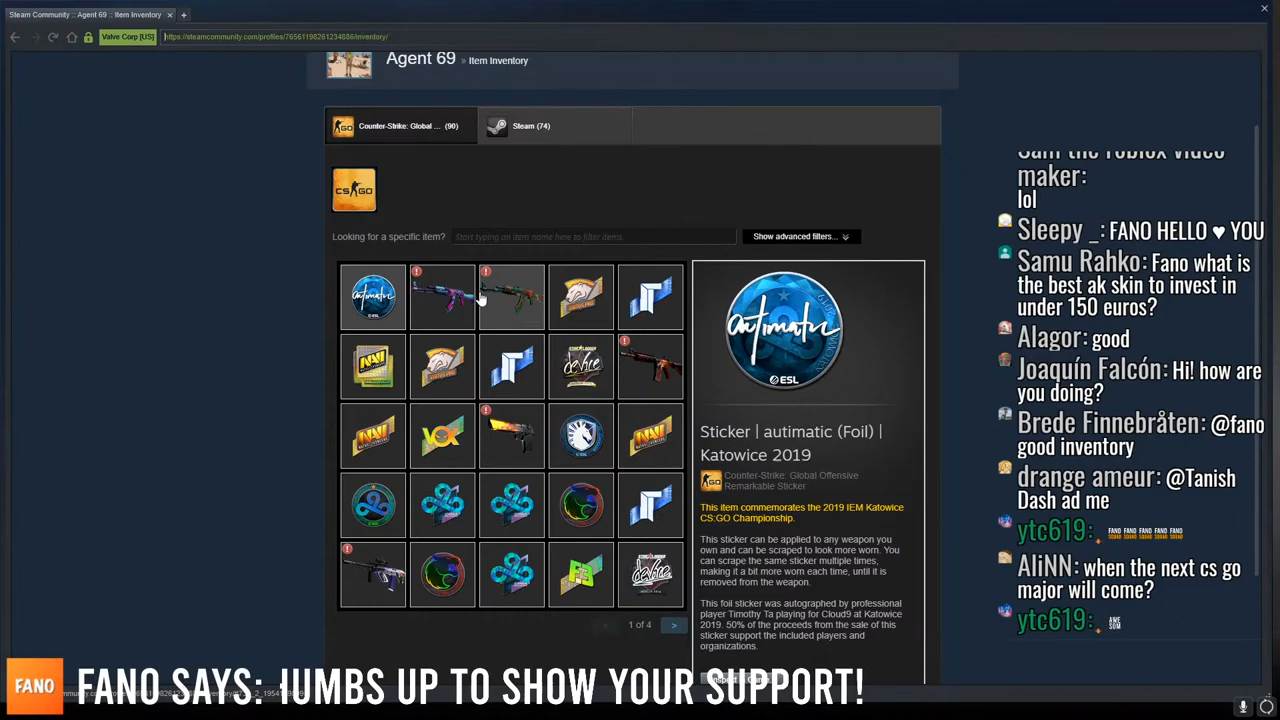 Steam Community :: Agent 69 :: Item Inventory
Valve Corp [US]
https://steamcommunity.com/profiles/76561198261234886/inventory/
Agent 69 » Item Inventory
Counter-Strike: Global ... (90)
Steam (74)
CS GO
Looking for a specific item?
Start typing an item name here to filter items
Show advanced filters...
1 of 4
>
automatic
ESL
Sticker | autimatic (Foil) |
Katowice 2019
Counter-Strike: Global Offensive
Remarkable Sticker
This item commemorates the 2019 IEM Katowice
CS:GO Championship.
This sticker can be applied to any weapon you
own and can be scraped to look more worn. You
can scrape the same sticker multiple times,
making it a bit more worn each time, until it is
removed from the weapon.
This foil sticker was autographed by professional
player Timothy Ta playing for Cloud9 at Katowice
2019. 50% of the proceeds from the sale of this
sticker support the included players and
organizations.
Sam the roblox video
maker:
lol
Sleepy _: FANO HELLO ♥ YOU
Samu Rahko: Fano what is
the best ak skin to invest in
under 150 euros?
Alagor: good
Joaquín Falcón: Hi! how are
you doing?
Brede Finnebråten: @fano
good inventory
drange ameur: @Tanish
Dash ad me
ytc619:
AliNN: when the next cs go
major will come?
ytc619:
FANO
FANO SAYS: HUMBS UP TO SHOW YOUR SUPPORT!